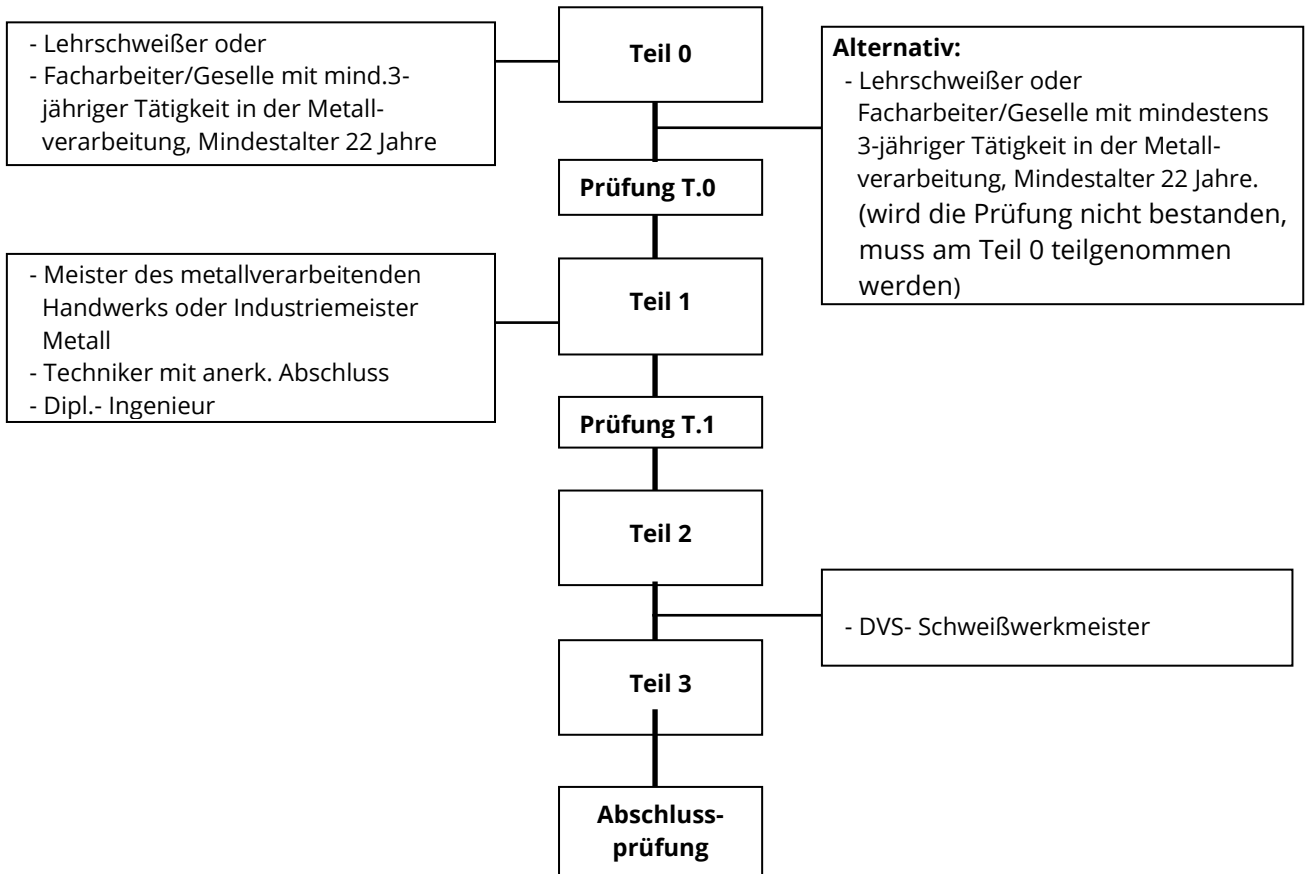 - Lehrschweißer oder
- Facharbeiter/Geselle mit mind.3-
jähriger Tätigkeit in der Metall-
verarbeitung, Mindestalter 22 Jahre
Teil 0
Alternativ:
- Lehrschweißer oder
Facharbeiter/Geselle mit mindestens
3-jähriger Tätigkeit in der Metall-
verarbeitung, Mindestalter 22 Jahre.
(wird die Prüfung nicht bestanden,
muss am Teil 0 teilgenommen
werden)
Prüfung T.0
- Meister des metallverarbeitenden
Handwerks oder Industriemeister
Metall
- Techniker mit anerk. Abschluss
- Dipl.- Ingenieur
Teil 1
Prüfung T.1
Teil 2
- DVS- Schweißwerkmeister
Teil 3
Abschluss-
prüfung